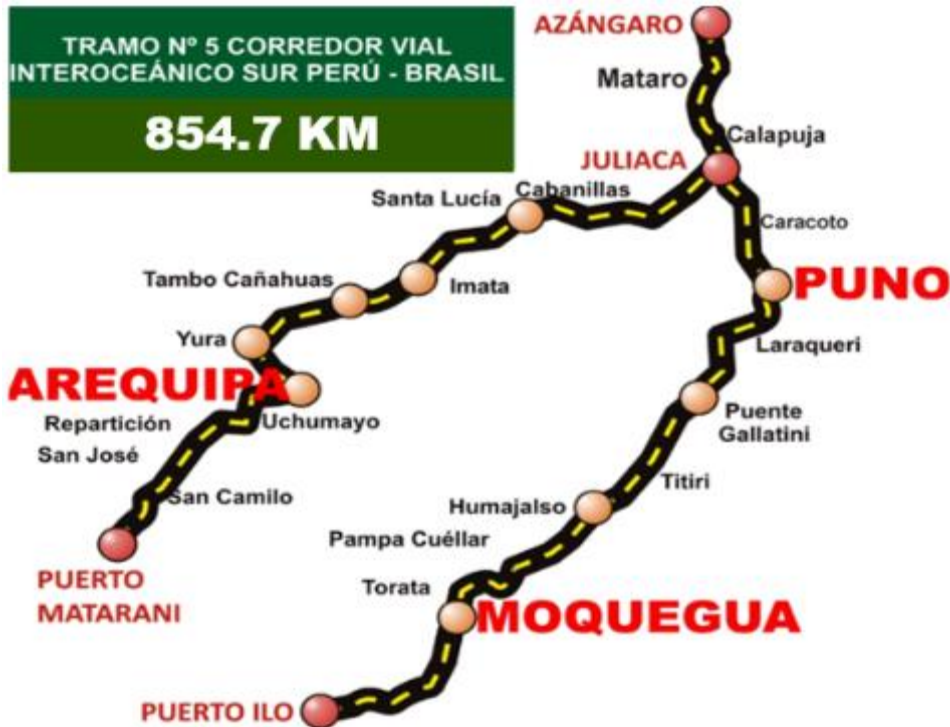 TRAMO Nº 5 CORREDOR VIAL
INTEROCEÁNICO SUR PERÚ - BRASIL
854.7 KM
AZÁNGARO
Mataro
Calapuja
JULIACA
Cabanillas
Santa Lucía
Caracoto
Tambo Cañahuas
Imata
PUNO
Yura
Laraqueri
AREQUIPA
Repartición
Uchumayo
Puente
Gallatini
San José
San Camilo
Titiri
Humajalso
Pampa Cuéllar
PUERTO
MATARANI
Torata
MOQUEGUA
PUERTO ILO